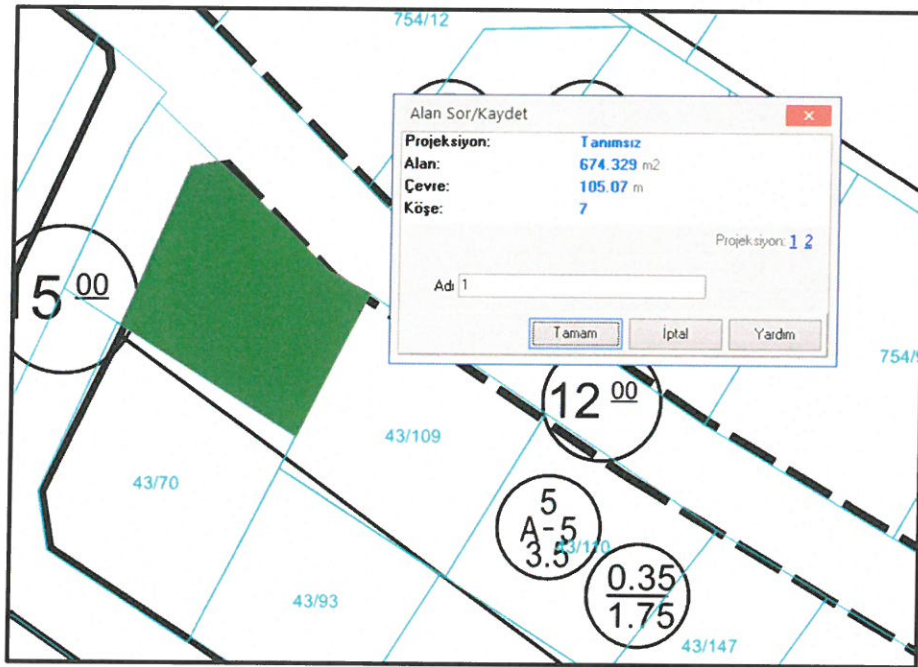 754/12
Alan Sor/Kaydet
Projeksiyon: Tanımsız
Alan: 674.329 m2
Çevre: 105.07 m
Köşe: 7
Projeksiyon: 1 2
Adı 1
Tamam İptal Yardım
5 00
754/9
12 00
43/109
43/70
5
A-5
3.5
43/110
0.35
1.75
43/93
43/147